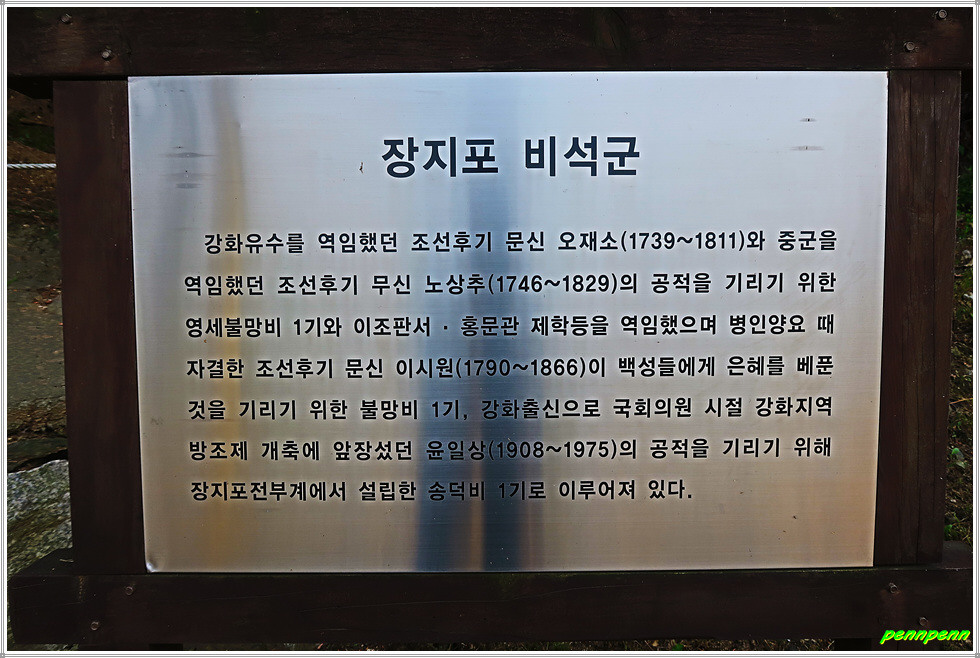 장지포 비석군
강화유수를 역임했던 조선후기 문신 오재소(1739~1811)와 중군을
역임했던 조선후기 무신 노상추(1746~1829)의 공적을 기리기 위한
영세불망비 1기와 이조판서 · 홍문관 제학등을 역임했으며 병인양요 때
자결한 조선후기 문신 이시원(1790~1866)이 백성들에게 은혜를 베푼
것을 기리기 위한 불망비 1기, 강화출신으로 국회의원 시절 강화지역
방조제 개축에 앞장섰던 윤일상(1908~1975)의 공적을 기리기 위해
장지포전부계에서 설립한 송덕비 1기로 이루어져 있다.
pennpenn